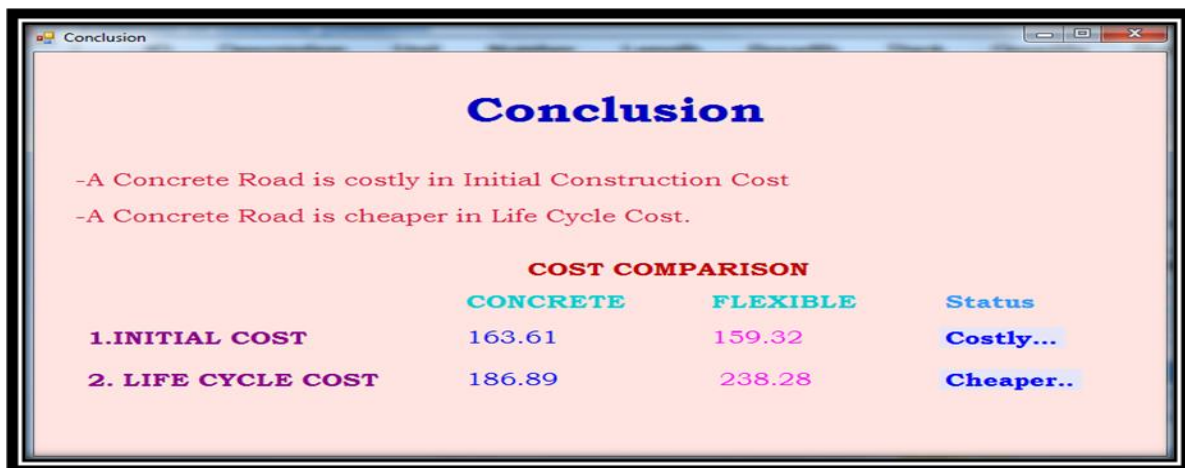 Conclusion
Conclusion
-A Concrete Road is costly in Initial Construction Cost
-A Concrete Road is cheaper in Life Cycle Cost.
COST COMPARISON
CONCRETE FLEXIBLE Status
1.INITIAL COST 163.61 159.32 Costly...
2. LIFE CYCLE COST 186.89 238.28 Cheaper..